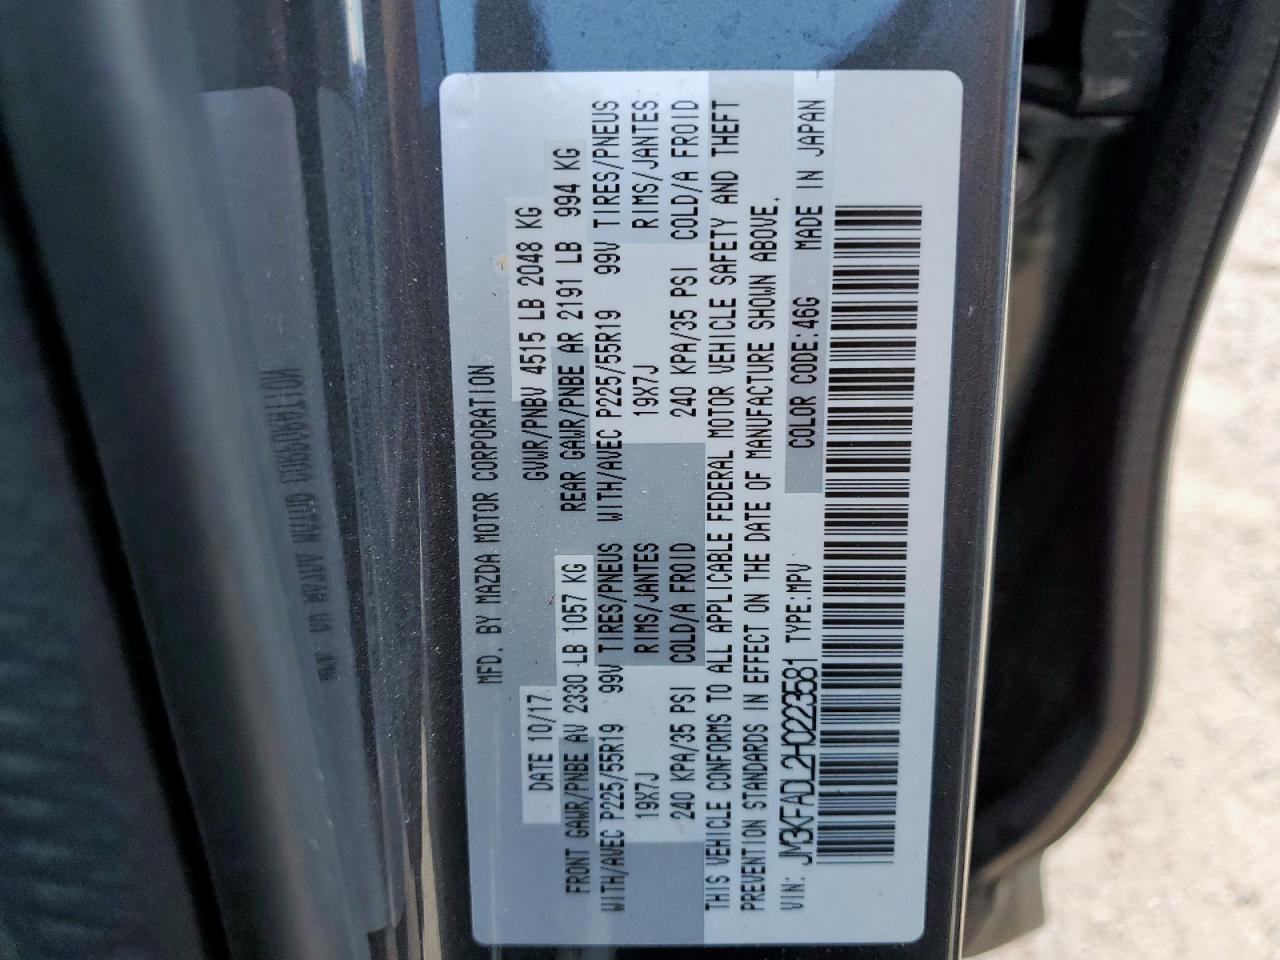 MFD. BY MAZDA MOTOR CORPORATION
DATE 10/17 GVWR/PNBV 4515 LB 2048 KG
FRONT GAWR/PNBE AV 2330 LB 1057 KG REAR GAWR/PNBE AR 2191 LB 994 KG
WITH/AVEC P225/55R19 99V TIRES/PNEUS WITH/AVEC P225/55R19 99V TIRES/PNEUS
19X7J RIMS/JANTES 19X7J RIMS/JANTES
240 KPA/35 PSI COLD/A FROID 240 KPA/35 PSI COLD/A FROID
THIS VEHICLE CONFORMS TO ALL APPLICABLE FEDERAL MOTOR VEHICLE SAFETY AND THEFT
PREVENTION STANDARDS IN EFFECT ON THE DATE OF MANUFACTURE SHOWN ABOVE.
VIN: JM3KFADL2H0223581 TYPE:MPV COLOR CODE:46G MADE IN JAPAN